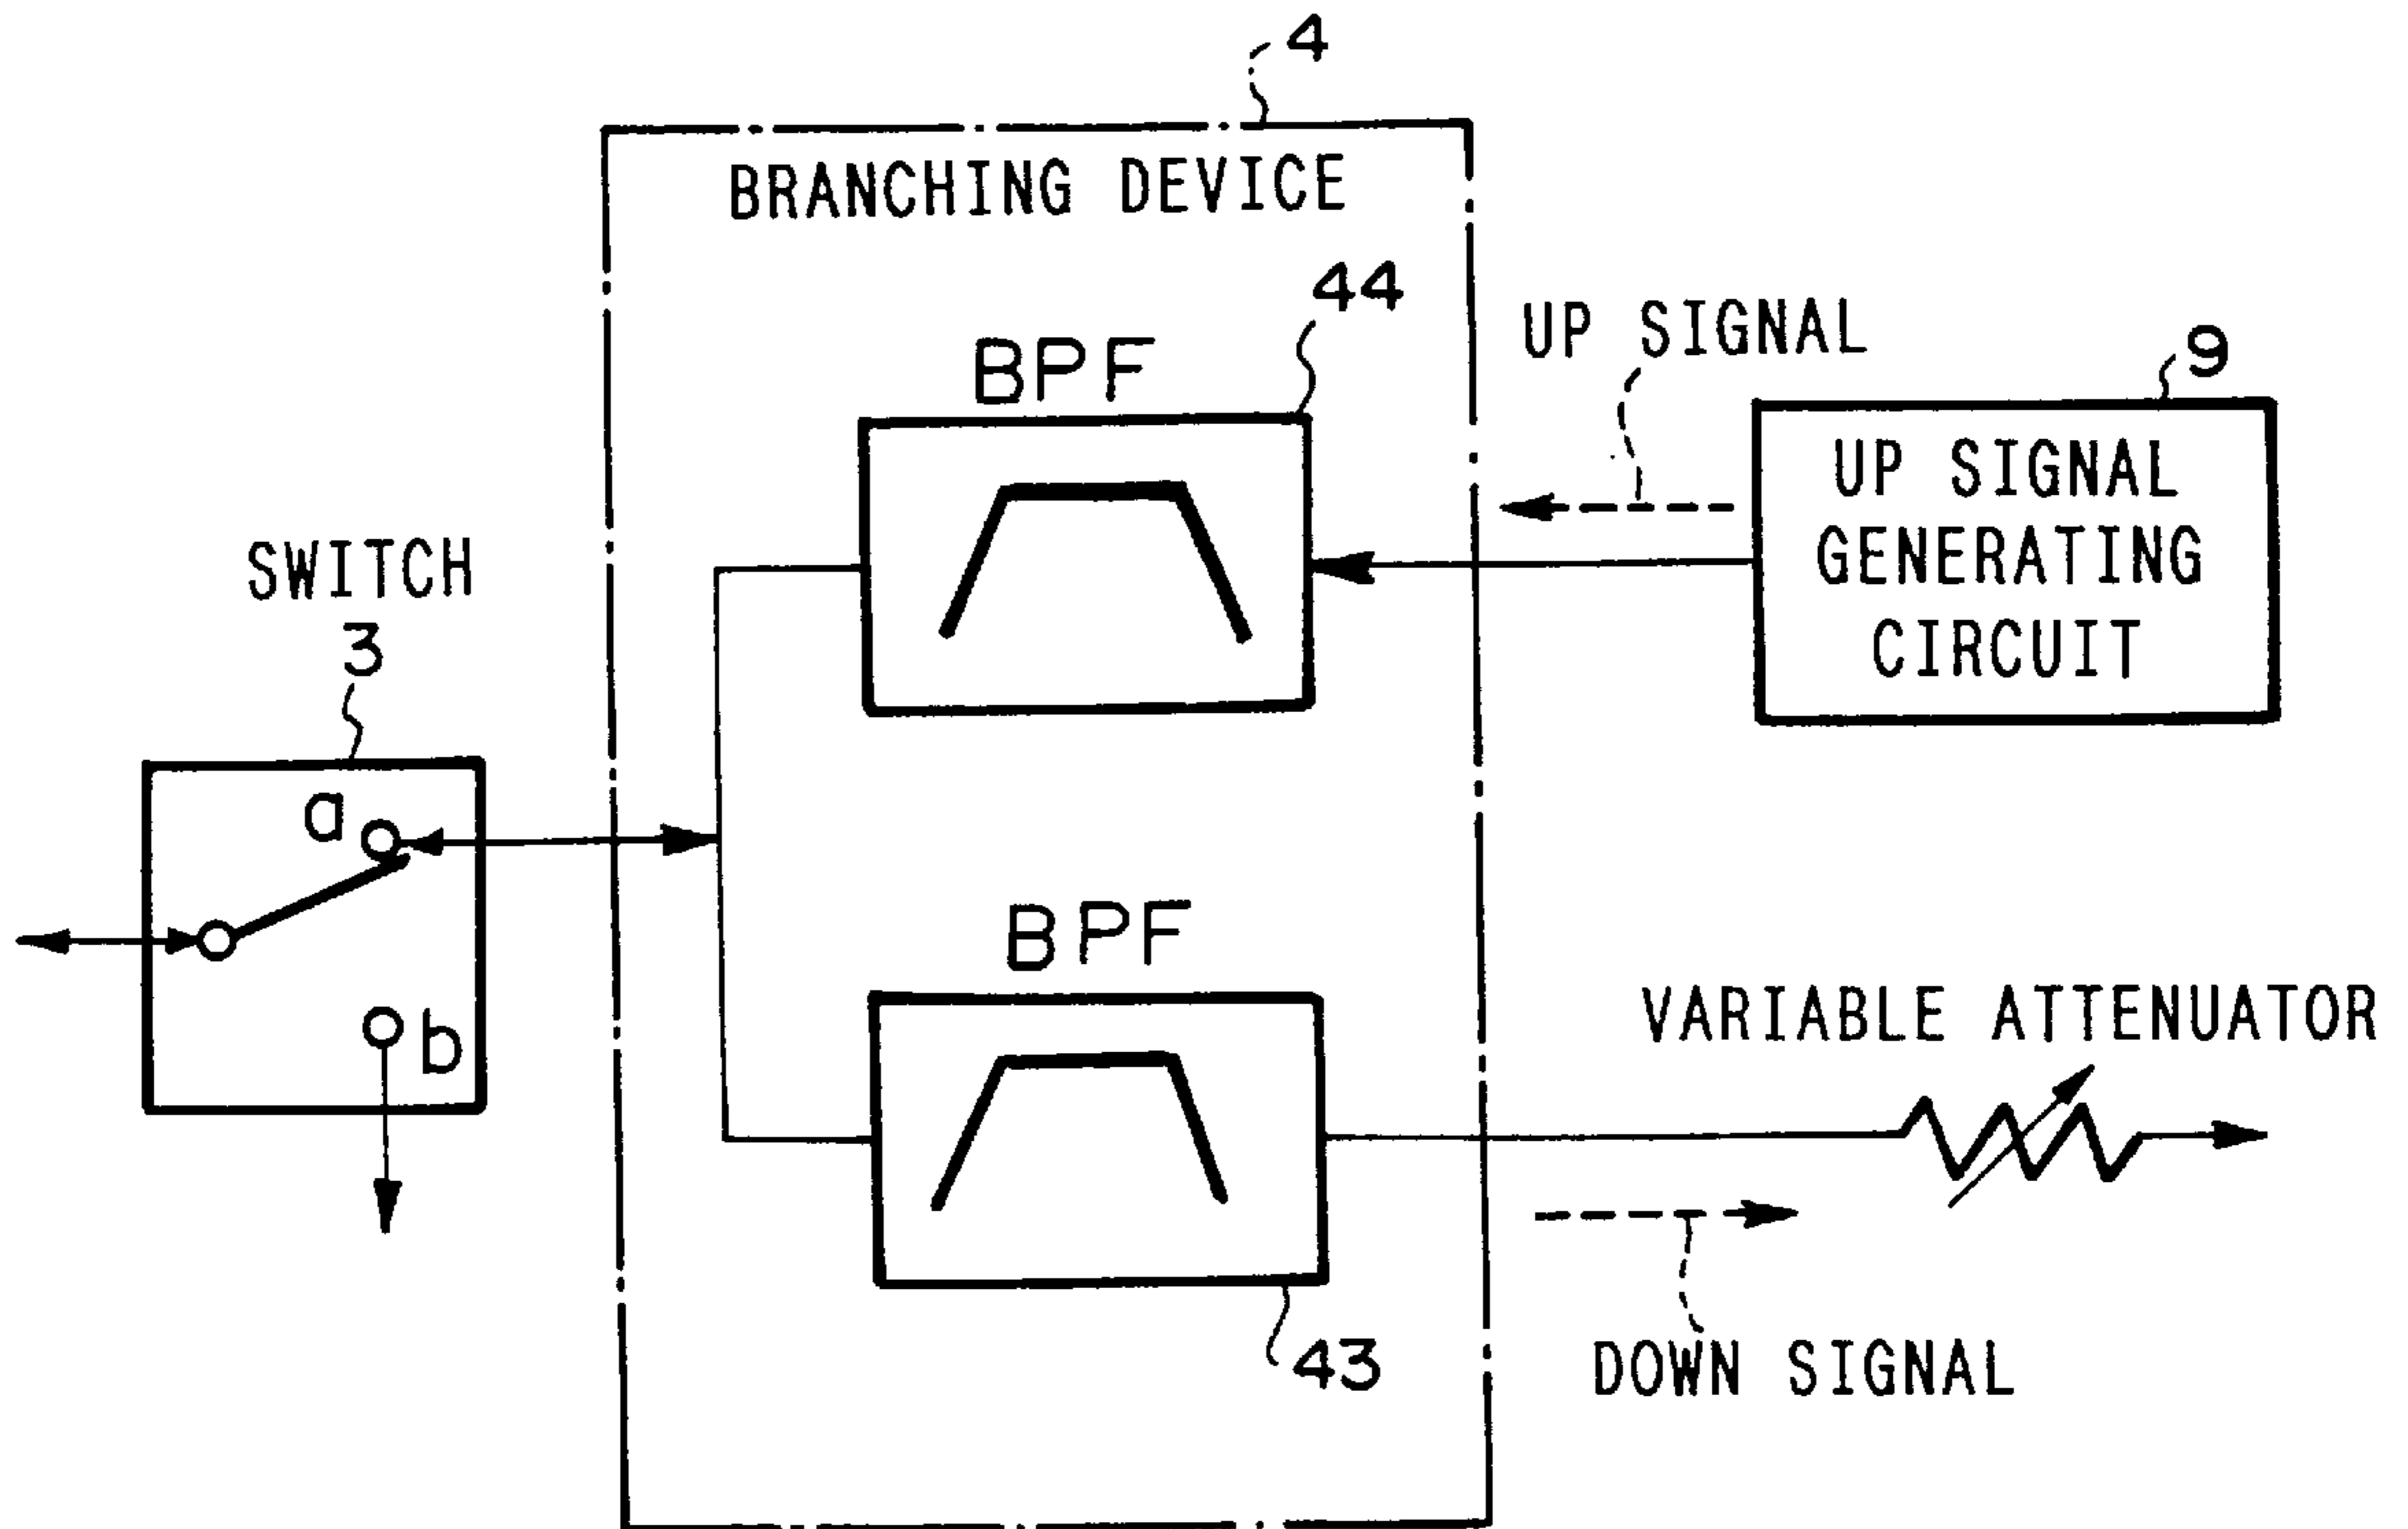 4
BRANCHING DEVICE
44
BPF
UP SIGNAL
9
UP SIGNAL
GENERATING
CIRCUIT
SWITCH
3
a
b
BPF
43
VARIABLE ATTENUATOR
DOWN SIGNAL